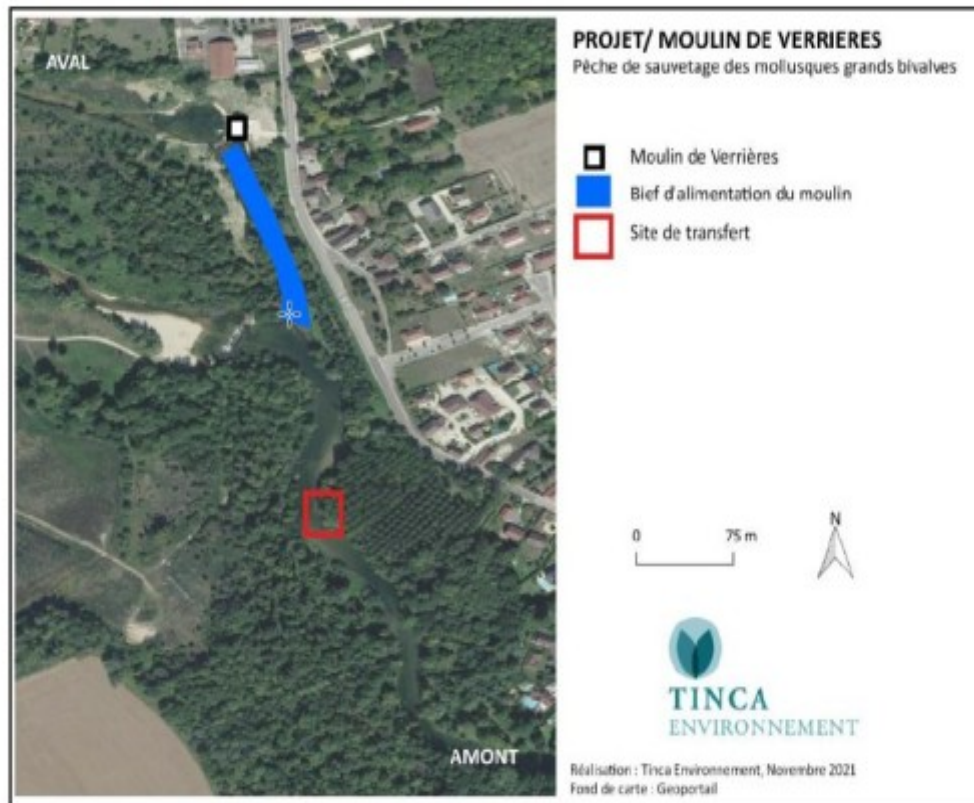 AVAL
PROJET/ MOULIN DE VERRIERES
Pêche de sauvetage des mollusques grands bivalves
Moulin de Verrières
Bief d'alimentation du moulin
Site de transfert
N
0 75 m
TINCA
ENVIRONNEMENT
AMONT
Réalisation : Tinca Environnement, Novembre 2021
Fond de carte : Geoportail